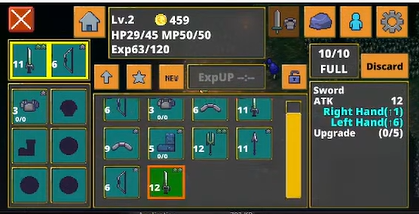 Lv.2 459
HP29/45 MP50/50
Exp63/120
NEW
ExpUP --:--
10/10
FULL
Discard
Sword
ATK 12
Right Hand(↑1)
Left Hand(↑6)
Upgrade (0/5)
11 6
3
0/0
3
0/0
6 11
9 5
0/0
12 11
6 12